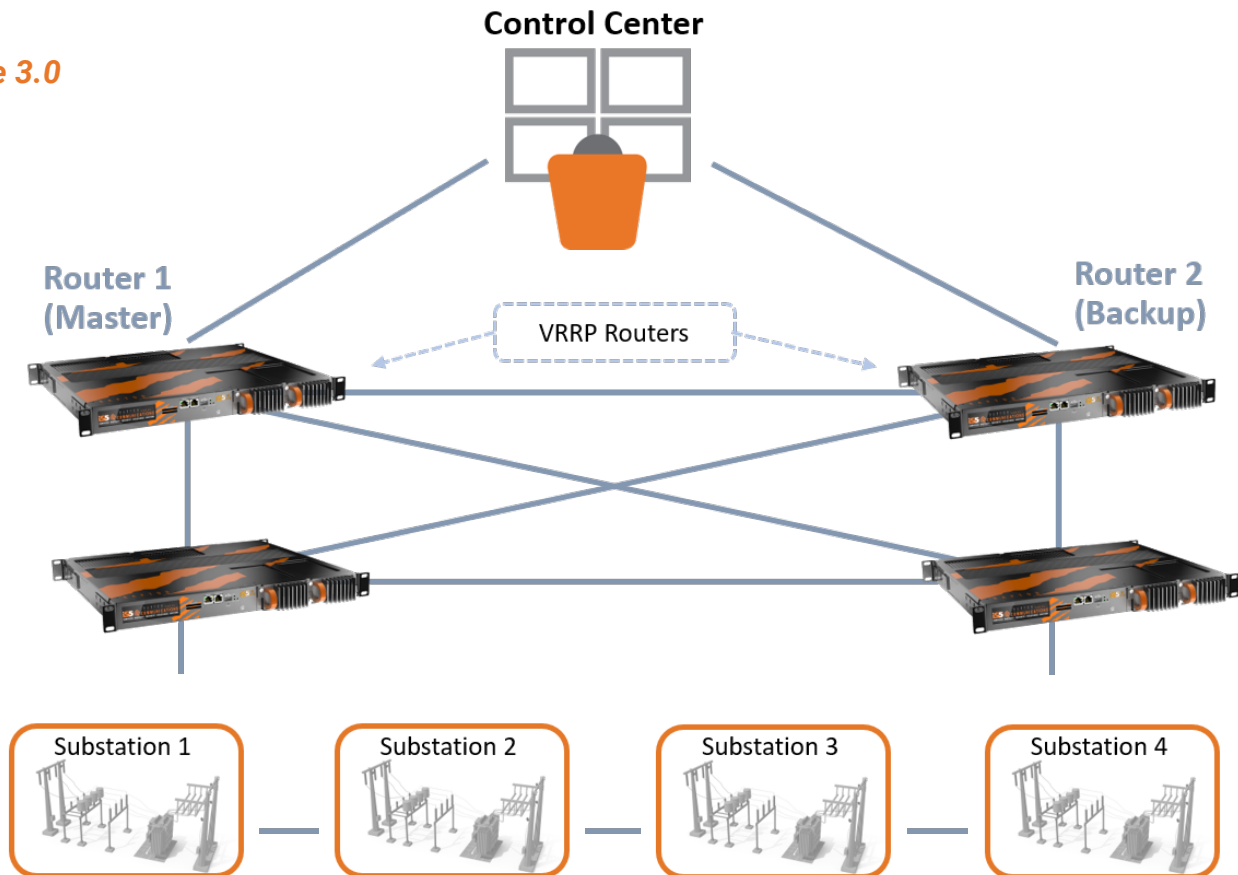 Control Center
e 3.0
Router 1
(Master)
Router 2
(Backup)
VRRP Routers
Substation 1
Substation 2
Substation 3
Substation 4